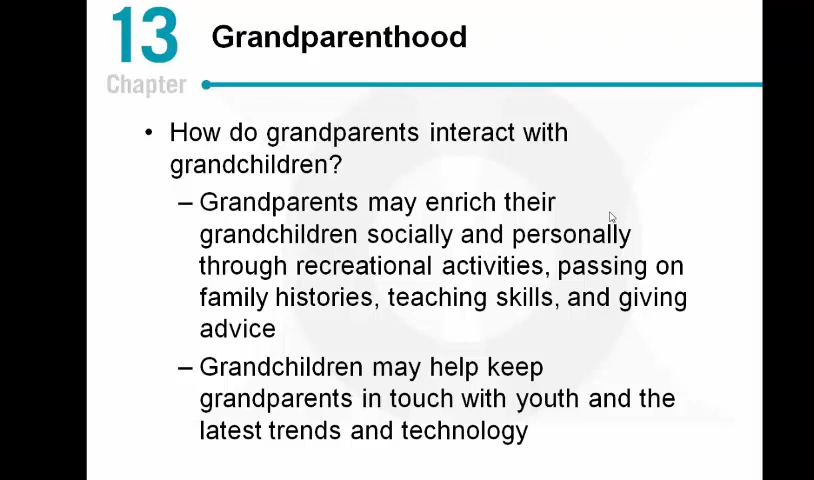 13
Chapter
Grandparenthood
• How do grandparents interact with
grandchildren?
– Grandparents may enrich their
grandchildren socially and personally
through recreational activities, passing on
family histories, teaching skills, and giving
advice
– Grandchildren may help keep
grandparents in touch with youth and the
latest trends and technology